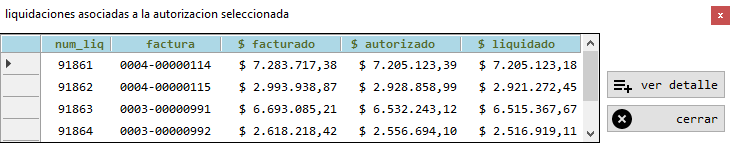 liquidaciones asociadas a la autorizacion seleccionada
x
num_liq factura $ facturado $ autorizado $ liquidado
91861 0004-00000114 $ 7.283.717,38 $ 7.205.123,39 $ 7.205.123,18
91862 0004-00000115 $ 2.993.938,87 $ 2.928.858,99 $ 2.921.272,45
91863 0003-00000991 $ 6.693.085,21 $ 6.532.243,12 $ 6.515.367,67
91864 0003-00000992 $ 2.618.218,42 $ 2.556.694,10 $ 2.516.919,11
ver detalle
cerrar